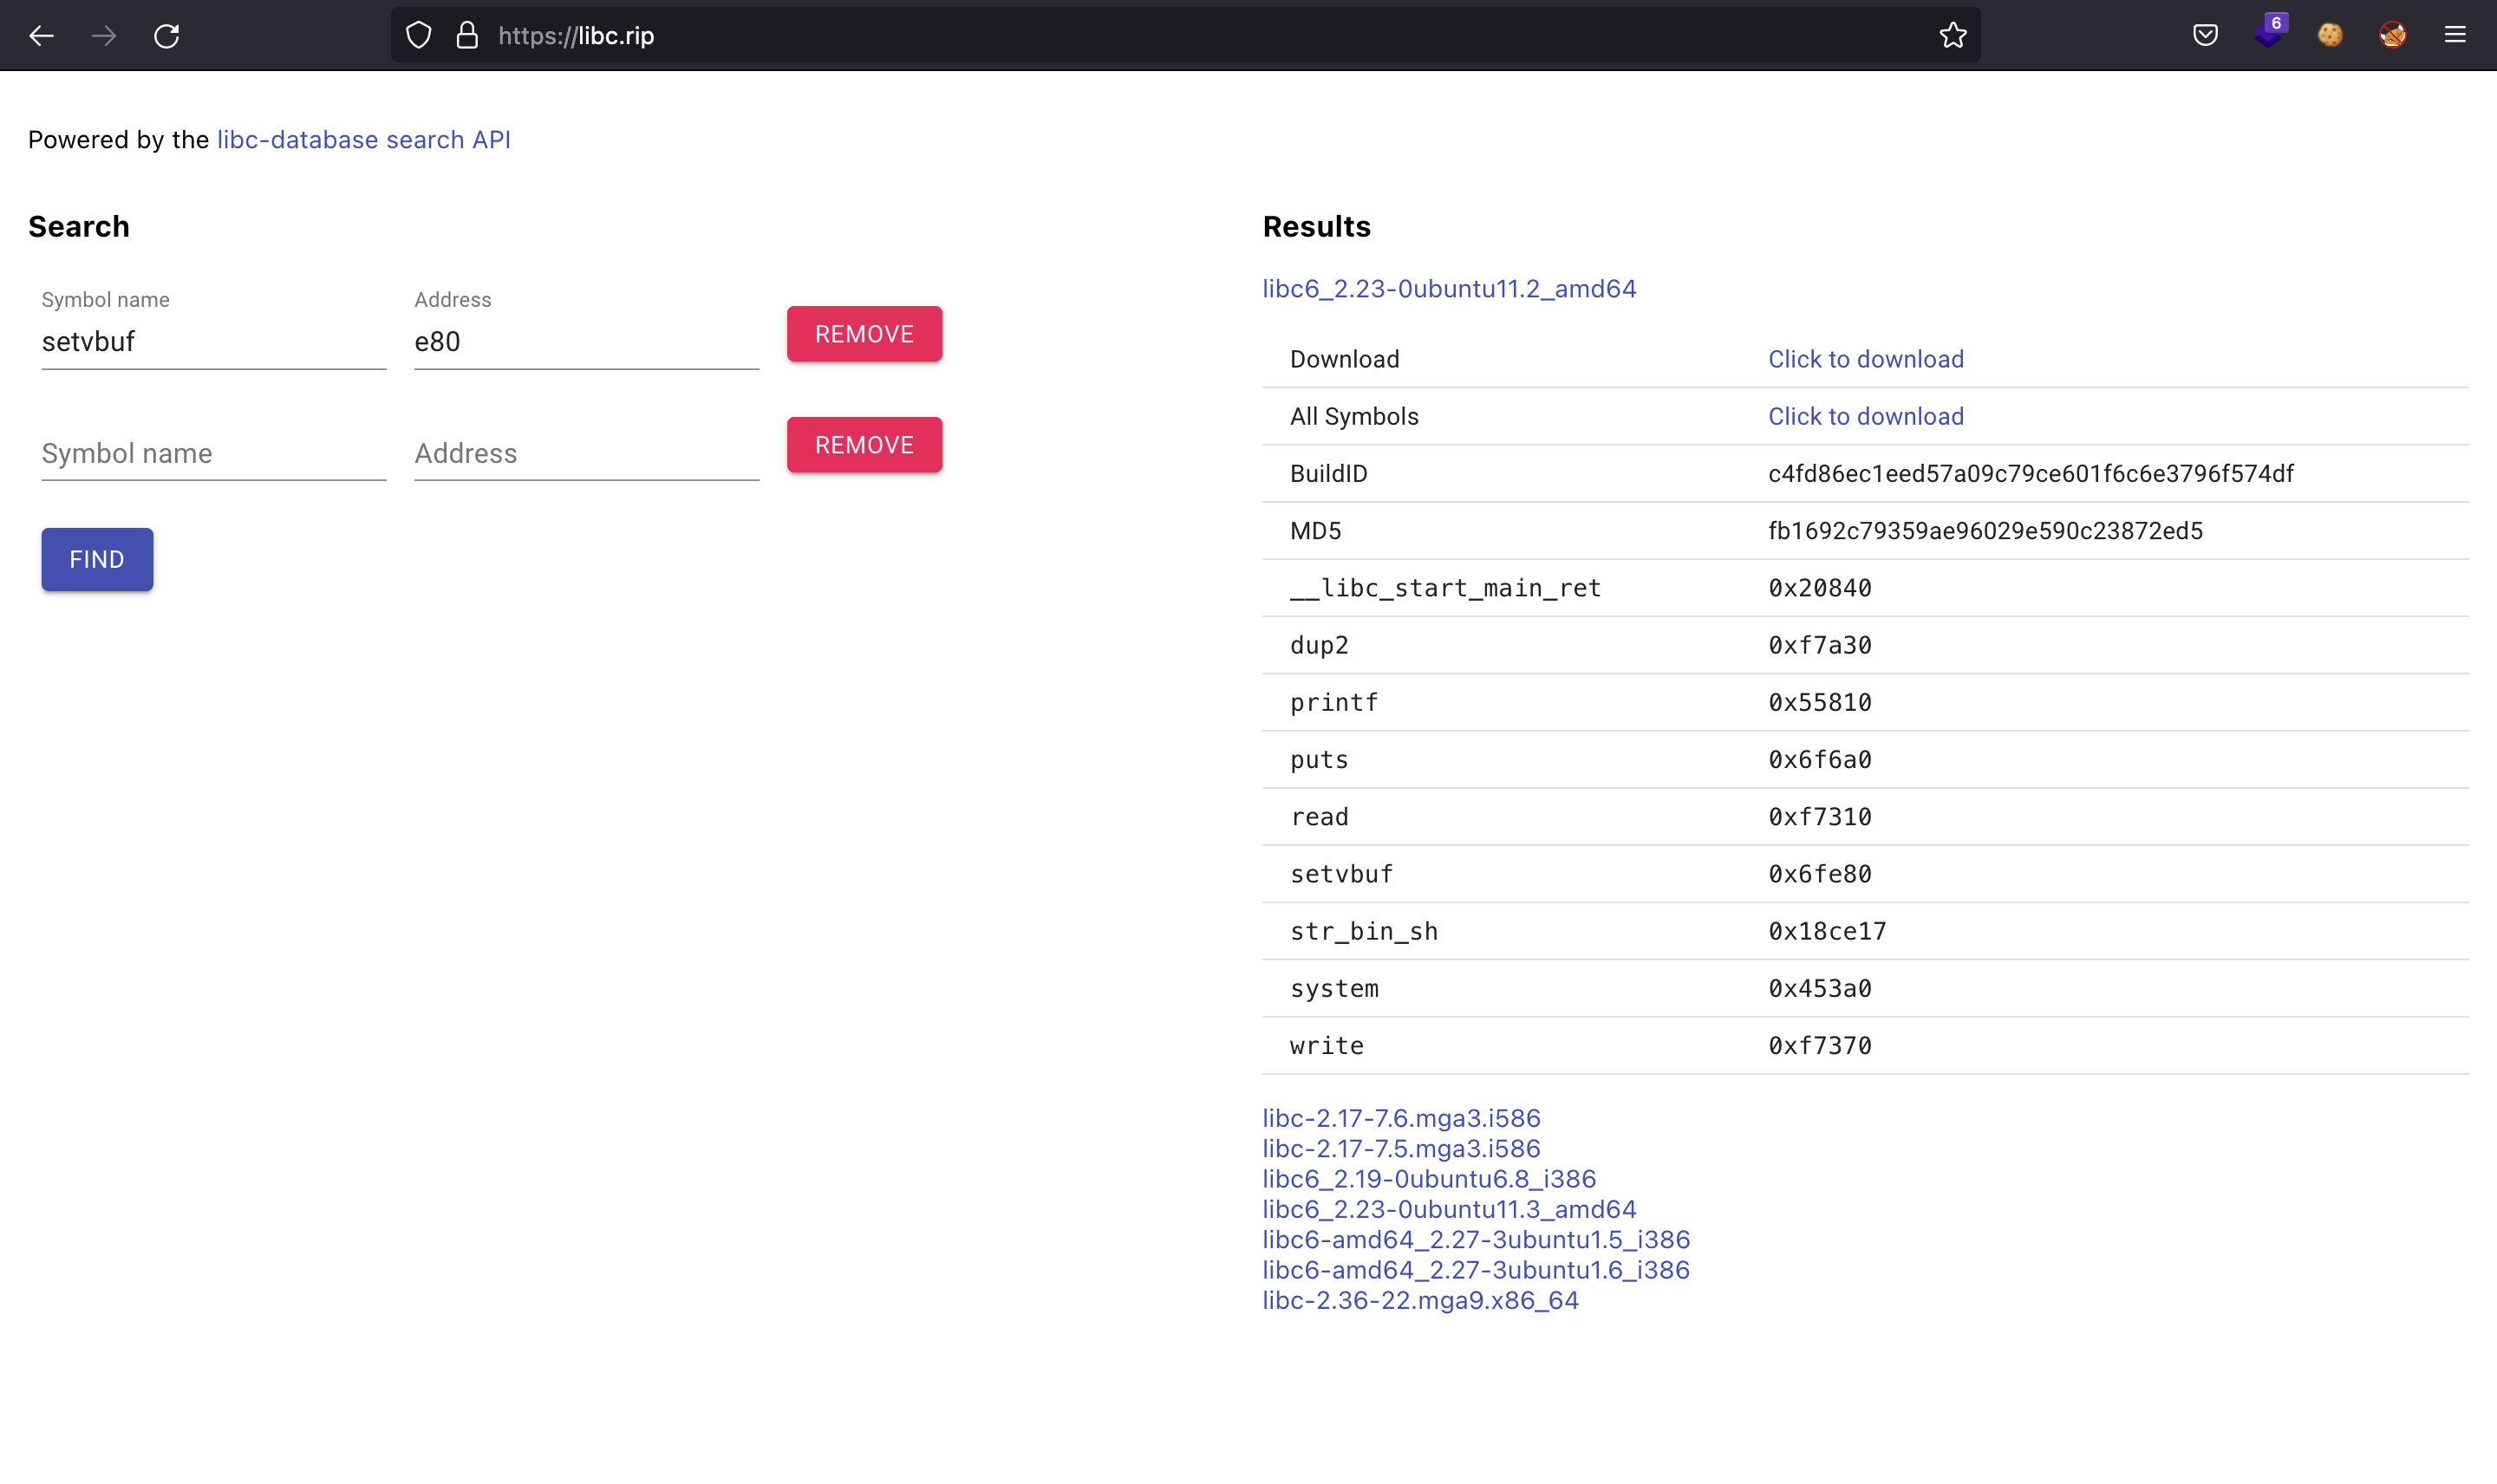 6
https://libc.rip
Powered by the libc-database search API
Search
Symbol name Address
setvbuf e80 REMOVE
Symbol name Address REMOVE
FIND
Results
libc6_2.23-0ubuntu11.2_amd64
Download Click to download
All Symbols Click to download
BuildID c4fd86ec1eed57a09c79ce601f6c6e3796f574df
MD5 fb1692c79359ae96029e590c23872ed5
__libc_start_main_ret 0x20840
dup2 0xf7a30
printf 0x55810
puts 0x6f6a0
read 0xf7310
setvbuf 0x6fe80
str_bin_sh 0x18ce17
system 0x453a0
write 0xf7370
libc-2.17-7.6.mga3.i586
libc-2.17-7.5.mga3.i586
libc6_2.19-0ubuntu6.8_i386
libc6_2.23-0ubuntu11.3_amd64
libc6-amd64_2.27-3ubuntu1.5_i386
libc6-amd64_2.27-3ubuntu1.6_i386
libc-2.36-22.mga9.x86_64